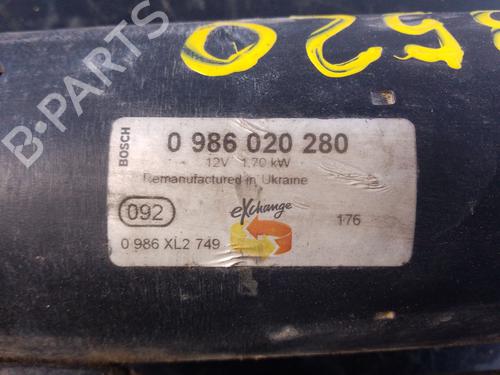 0258
BOSCH
0 986 020 280
12V 1,70 kW
Remanufactured in Ukraine
092
eXchange
176
0 986 XL2 749
B-PARTS